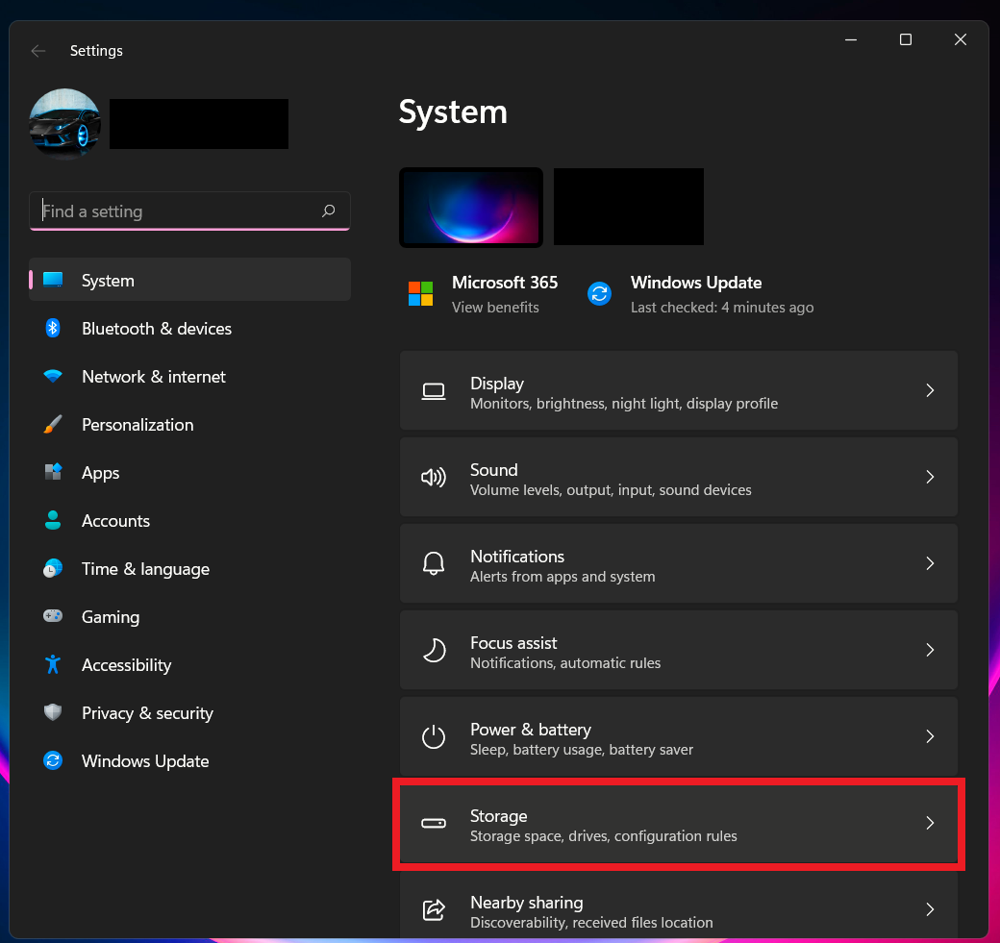 Settings
Find a setting
System
Bluetooth & devices
Network & internet
Personalization
Apps
Accounts
Time & language
Gaming
Accessibility
Privacy & security
Windows Update
System
Microsoft 365
View benefits
Windows Update
Last checked: 4 minutes ago
Display
Monitors, brightness, night light, display profile
Sound
Volume levels, output, input, sound devices
Notifications
Alerts from apps and system
Focus assist
Notifications, automatic rules
Power & battery
Sleep, battery usage, battery saver
Storage
Storage space, drives, configuration rules
Nearby sharing
Discoverability, received files location